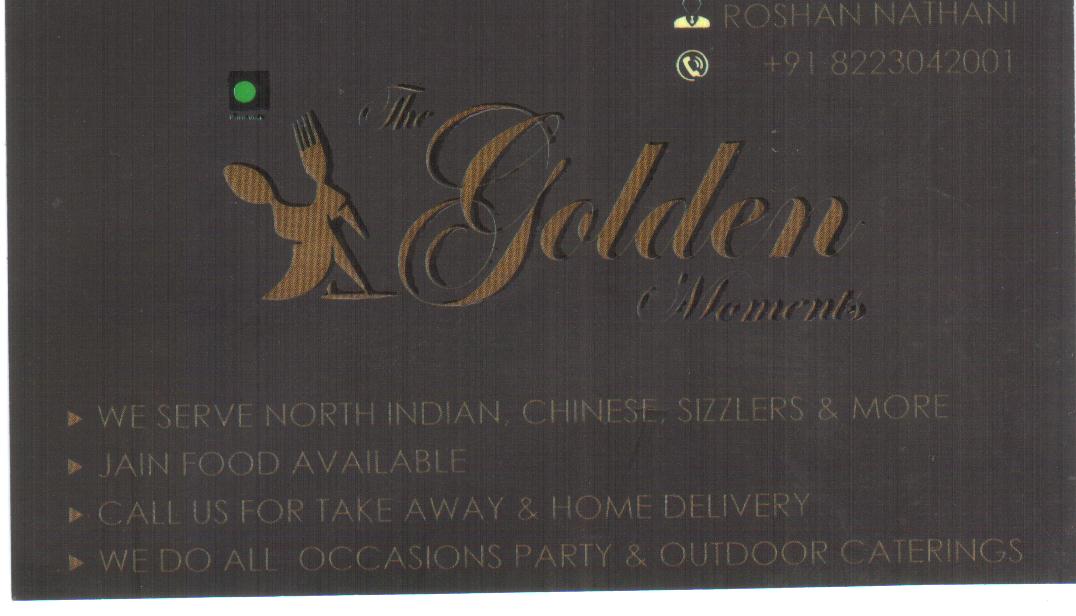 ROSHAN NATHANI
+91 8223042001
The
Golden
Moments
WE SERVE NORTH INDIAN, CHINESE, SIZZLERS & MORE
JAIN FOOD AVAILABLE
CALL US FOR TAKE AWAY & HOME DELIVERY
WE DO ALL OCCASIONS PARTY & OUTDOOR CATERINGS